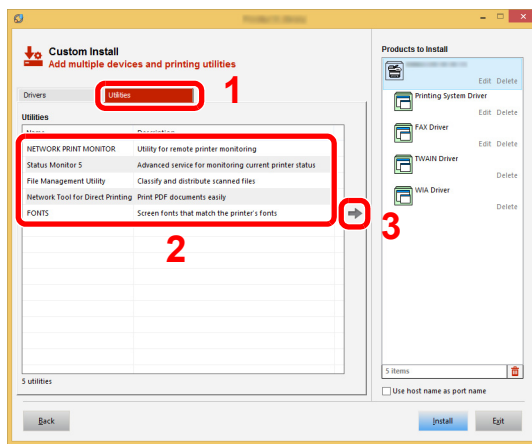 Custom Install
Add multiple devices and printing utilities
Drivers
Utilities
1
Utilities
NETWORK PRINT MONITOR Utility for remote printer monitoring
Status Monitor 5 Advanced service for monitoring current printer status
File Management Utility Classify and distribute scanned files
Network Tool for Direct Printing Print PDF documents easily
FONTS Screen fonts that match the printer's fonts
2
3
5 utilities
Products to Install
Edit Delete
Printing System Driver
Edit Delete
FAX Driver
Edit Delete
TWAIN Driver
Delete
WIA Driver
Delete
5 items
Use host name as port name
Back
Install
Exit